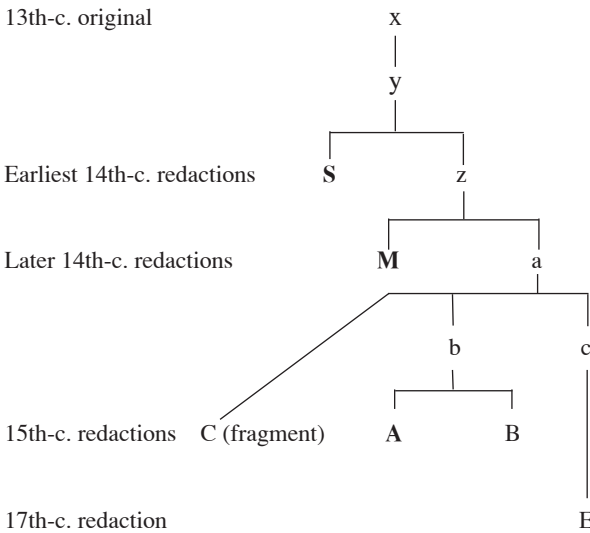 13th-c. original x
y
Earliest 14th-c. redactions S z
Later 14th-c. redactions M a
b c
15th-c. redactions C (fragment) A B
17th-c. redaction E